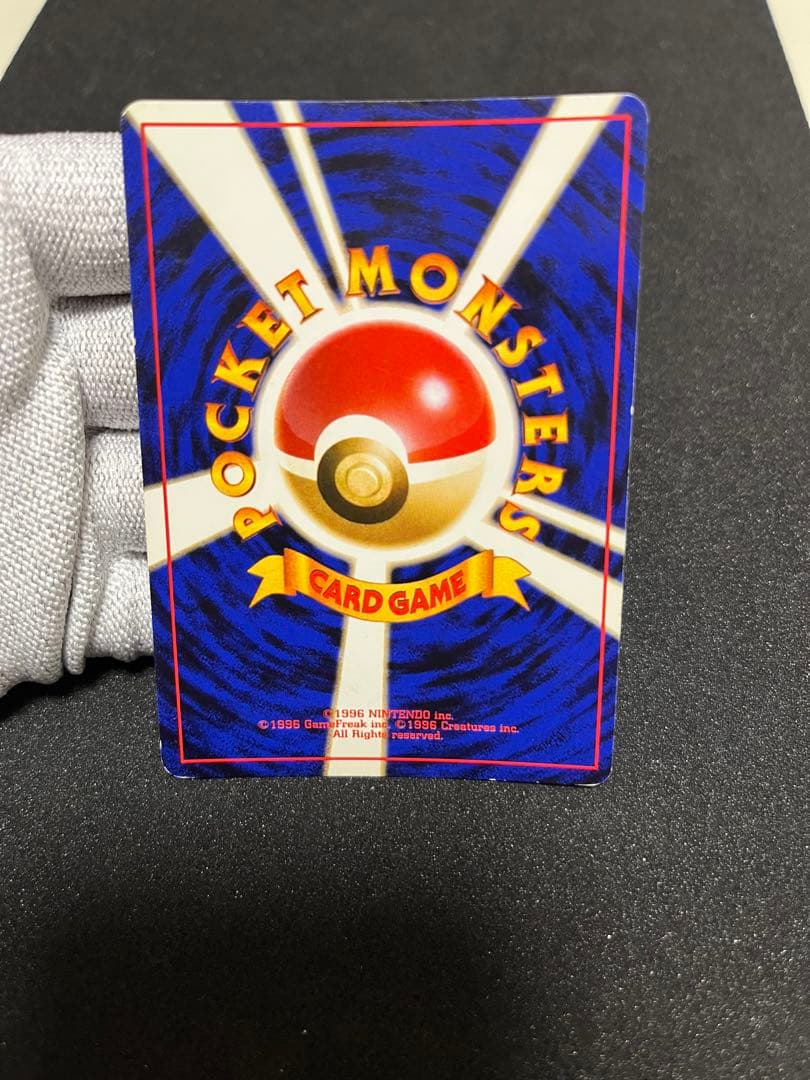 POCKET MONSTERS
CARD GAME
©1996 NINTENDO inc.
©1996 GameFreak inc. ©1996 Creatures inc.
All Rights reserved.